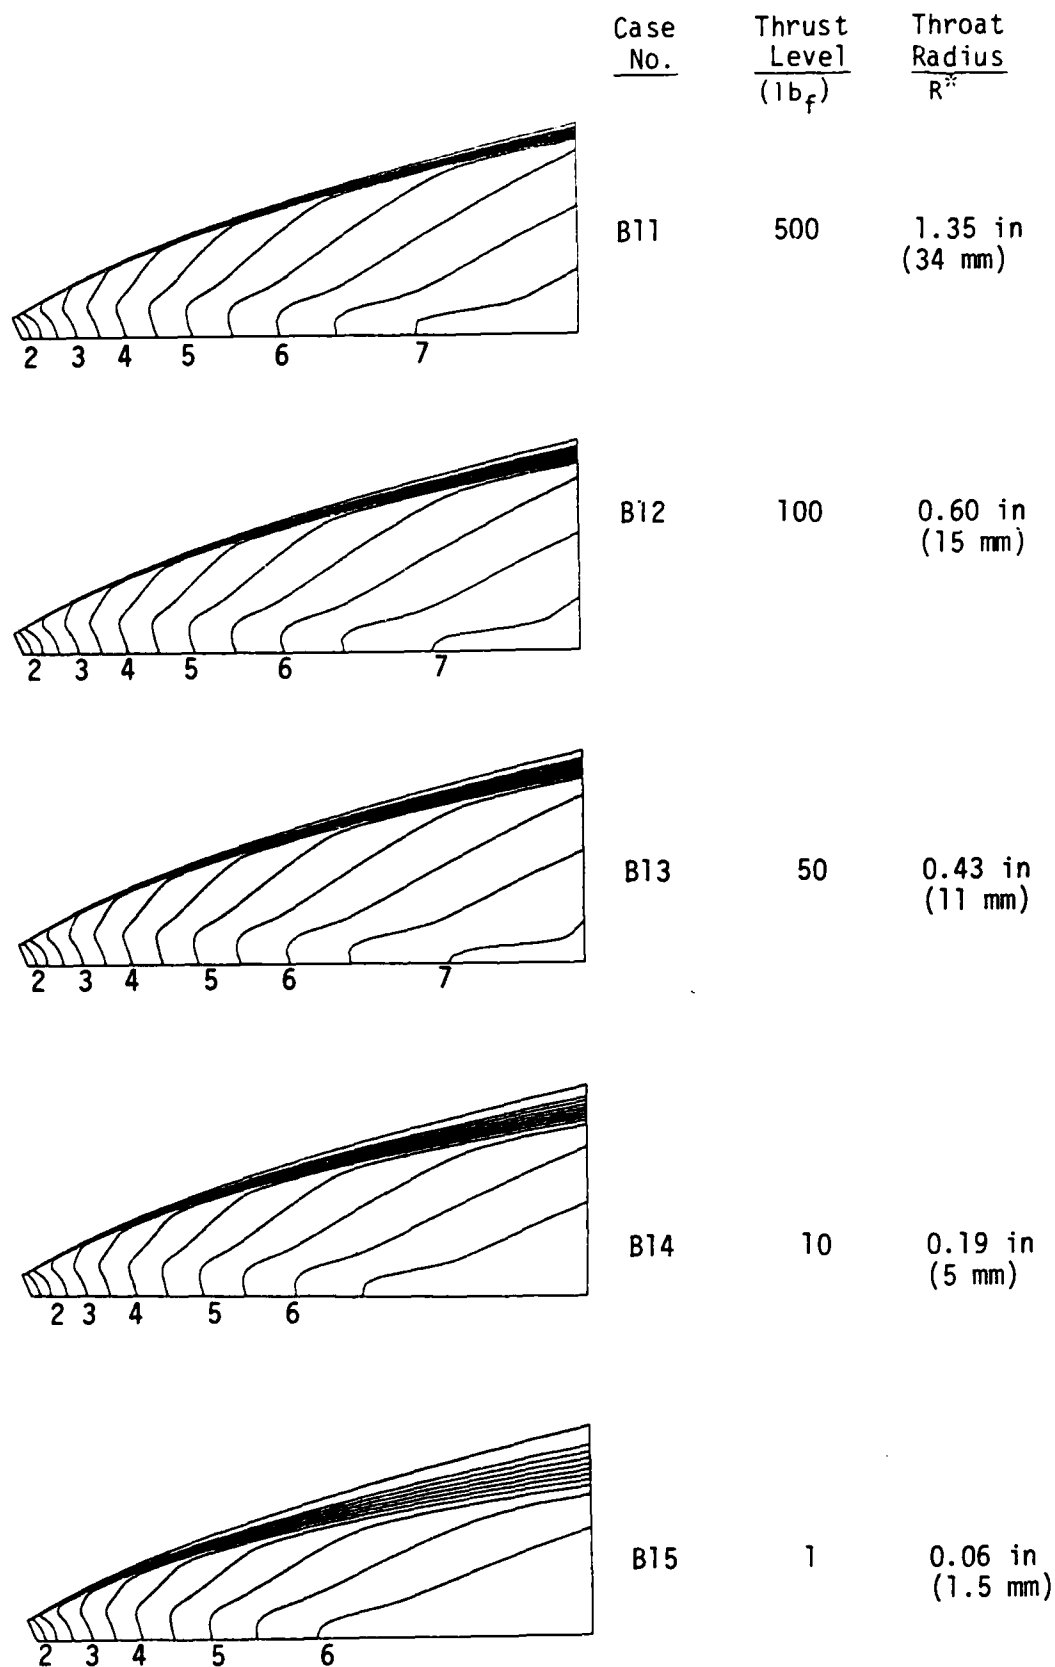 Case Thrust Throat
No. Level Radius
(lbf) R*
B11 500 1.35 in
(34 mm)
2 3 4 5 6 7
B12 100 0.60 in
(15 mm)
2 3 4 5 6 7
B13 50 0.43 in
(11 mm)
2 3 4 5 6 7
B14 10 0.19 in
(5 mm)
2 3 4 5 6
B15 1 0.06 in
(1.5 mm)
2 3 4 5 6